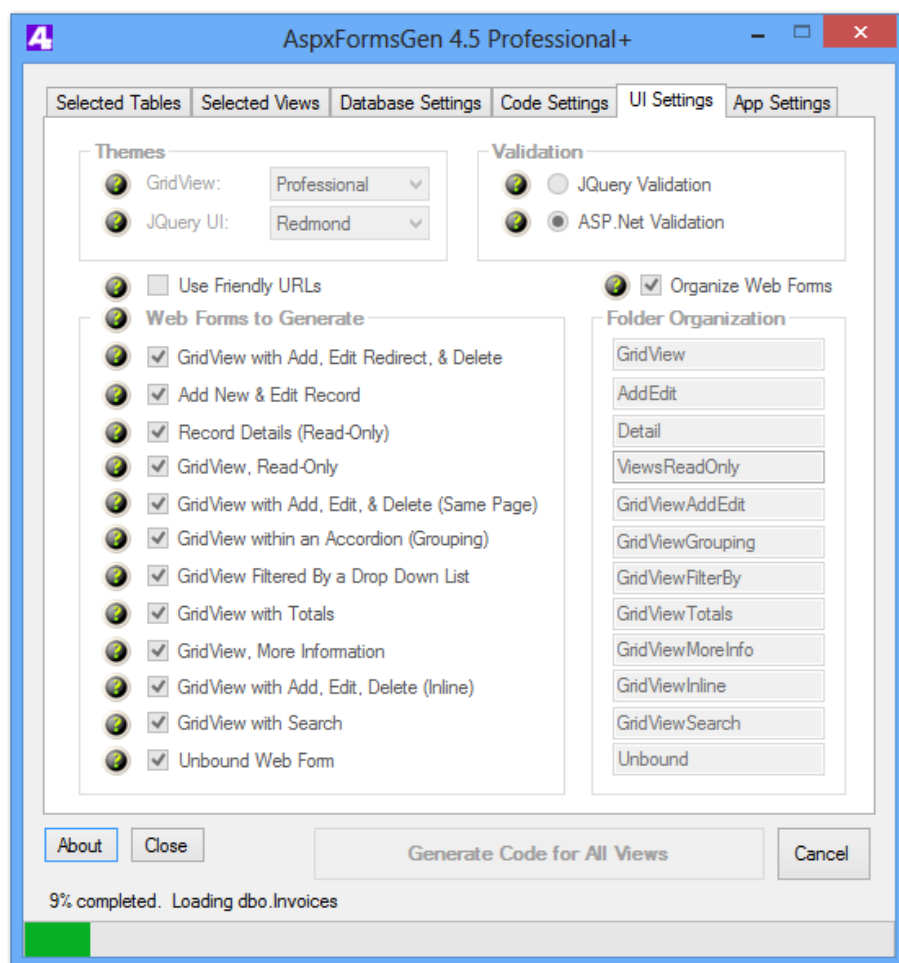 AspxFormsGen 4.5 Professional+
Selected Tables Selected Views Database Settings Code Settings UI Settings App Settings
Themes
GridView: Professional
JQuery UI: Redmond
Validation
JQuery Validation
ASP.Net Validation
Use Friendly URLs
Organize Web Forms
Web Forms to Generate
GridView with Add, Edit Redirect, & Delete
Add New & Edit Record
Record Details (Read-Only)
GridView, Read-Only
GridView with Add, Edit, & Delete (Same Page)
GridView within an Accordion (Grouping)
GridView Filtered By a Drop Down List
GridView with Totals
GridView, More Information
GridView with Add, Edit, Delete (Inline)
GridView with Search
Unbound Web Form
Folder Organization
GridView
AddEdit
Detail
ViewsReadOnly
GridViewAddEdit
GridViewGrouping
GridViewFilterBy
GridViewTotals
GridViewMoreInfo
GridViewInline
GridViewSearch
Unbound
About Close Generate Code for All Views Cancel
9% completed. Loading dbo.Invoices